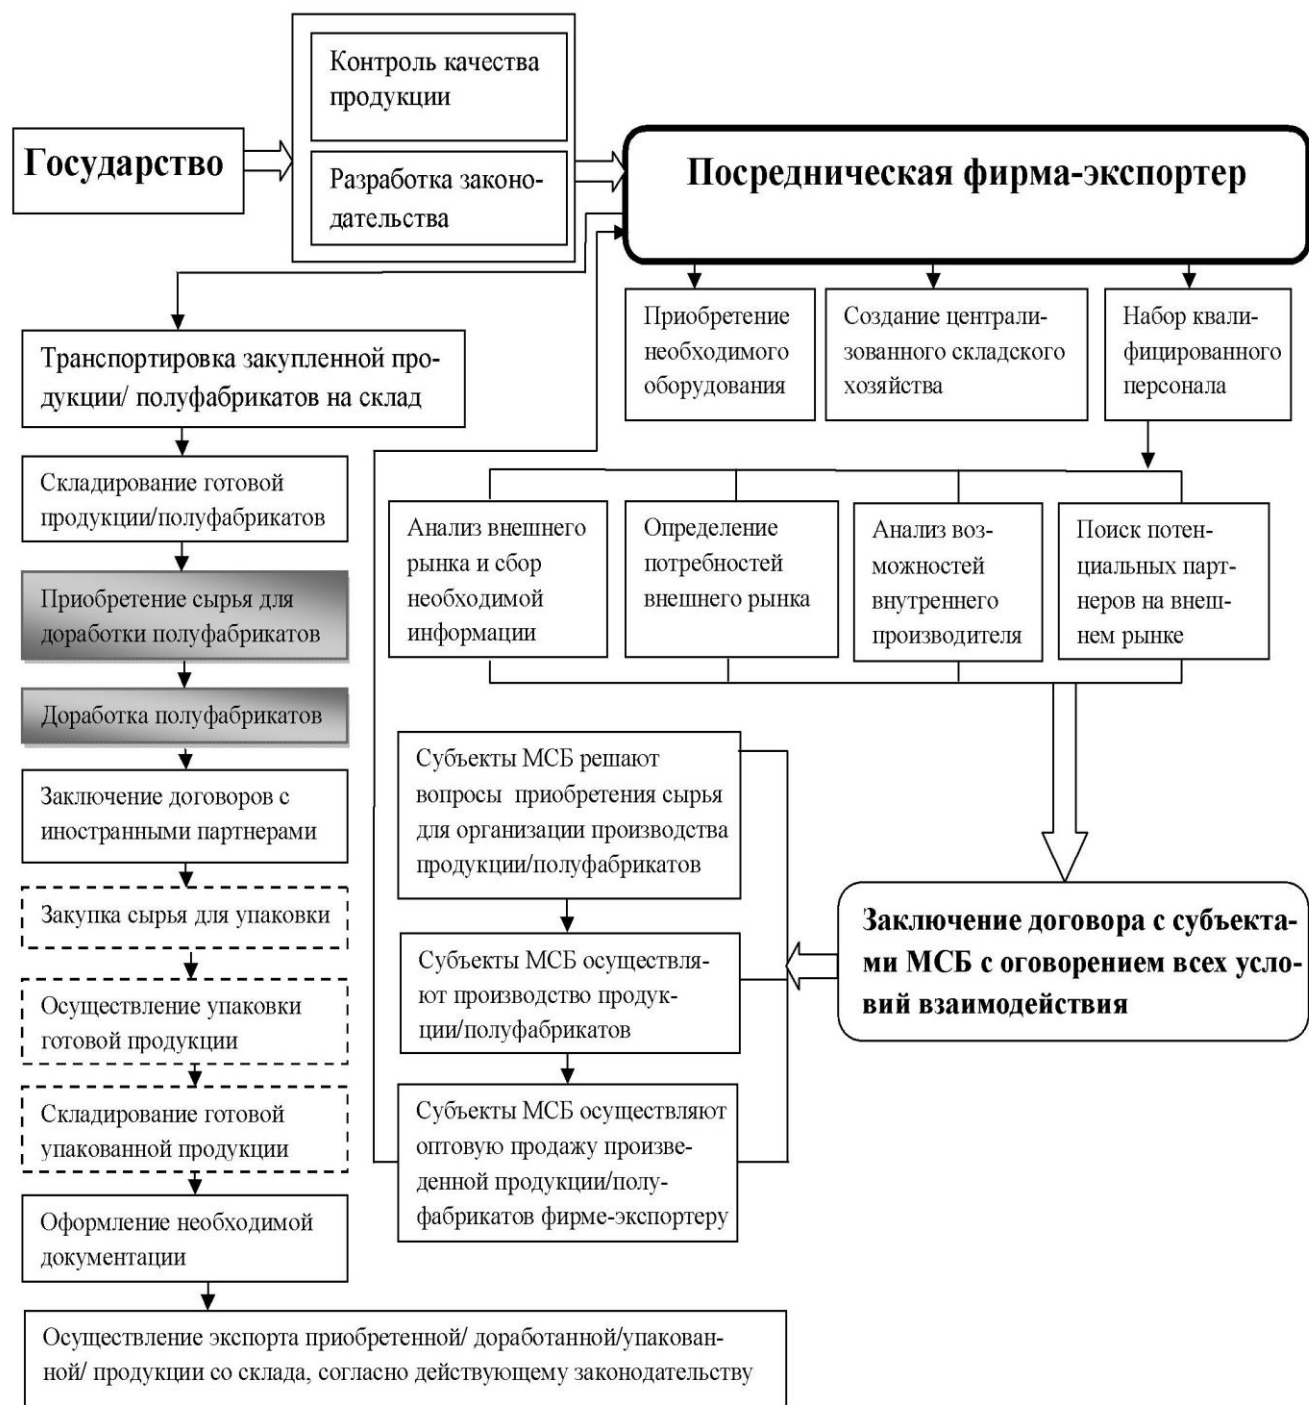 Контроль качества
продукции
Государство
Разработка законо-
дательства
Посредническая фирма-экспортер
Приобретение
необходимого
оборудования
Создание централи-
зованного складского
хозяйства
Набор квали-
фицированного
персонала
Транспортировка закупленной про-
дукции/ полуфабрикатов на склад
Складирование готовой
продукции/полуфабрикатов
Приобретение сырья для
доработки полуфабрикатов
Доработка полуфабрикатов
Заключение договоров с
иностранными партнерами
Закупка сырья для упаковки
Осуществление упаковки
готовой продукции
Складирование готовой
упакованной продукции
Оформление необходимой
документации
Осуществление экспорта приобретенной/ доработанной/упакован-
ной/ продукции со склада, согласно действующему законодательству
Анализ внешнего
рынка и сбор
необходимой
информации
Определение
потребностей
внешнего рынка
Анализ воз-
можностей
внутреннего
производителя
Поиск потен-
циальных парт-
неров на внеш-
нем рынке
Субъекты МСБ решают
вопросы приобретения сырья
для организации производства
продукции/полуфабрикатов
Субъекты МСБ осуществля-
ют производство продук-
ции/полуфабрикатов
Субъекты МСБ осуществляют
оптовую продажу произве-
денной продукции/полу-
фабрикатов фирме-экспортеру
Заключение договора с субъекта-
ми МСБ с оговорением всех усло-
вий взаимодействия